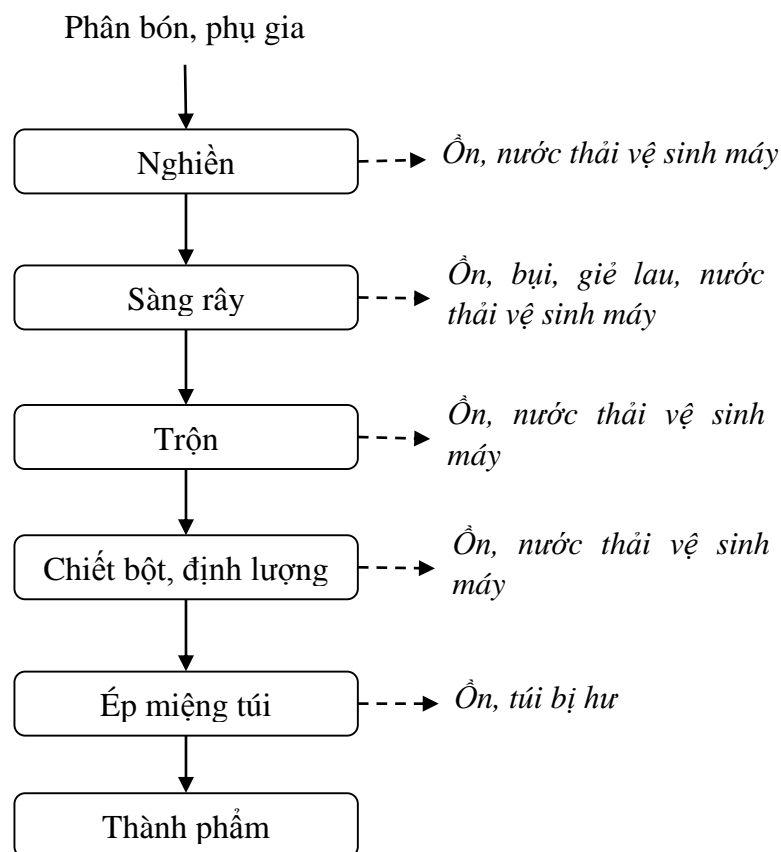 Phân bón, phụ gia
Nghiền
Ồn, nước thải vệ sinh máy
Sàng rây
Ồn, bụi, giẻ lau, nước
thải vệ sinh máy
Trộn
Ồn, nước thải vệ sinh
máy
Chiết bột, định lượng
Ồn, nước thải vệ sinh
máy
Ép miệng túi
Ồn, túi bị hư
Thành phẩm